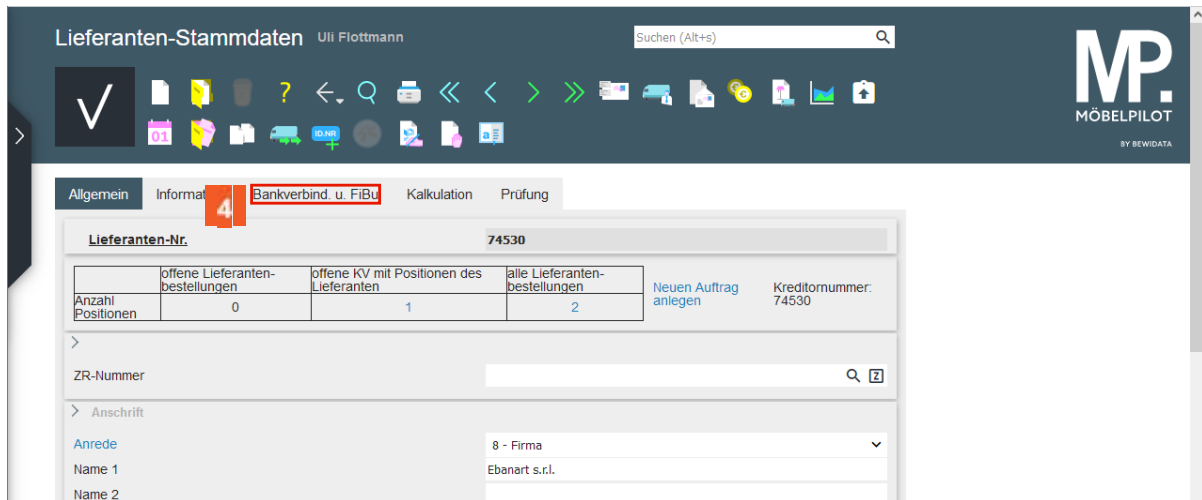 Lieferanten-Stammdaten Uli Flottmann
Suchen (Alt+s)
MP.
MÖBELPILOT
BY BEWIDATA
?
01
ID.NR
a
Allgemein Informat Bankverbind. u. FiBu Kalkulation Prüfung
4
Lieferanten-Nr. 74530
offene Lieferanten-
bestellungen
offene KV mit Positionen des
Lieferanten
alle Lieferanten-
bestellungen
Anzahl
Positionen
0 1 2
Neuen Auftrag
anlegen
Kreditornummer:
74530
ZR-Nummer
Z
Anschrift
Anrede 8 - Firma
Name 1 Ebanart s.r.l.
Name 2